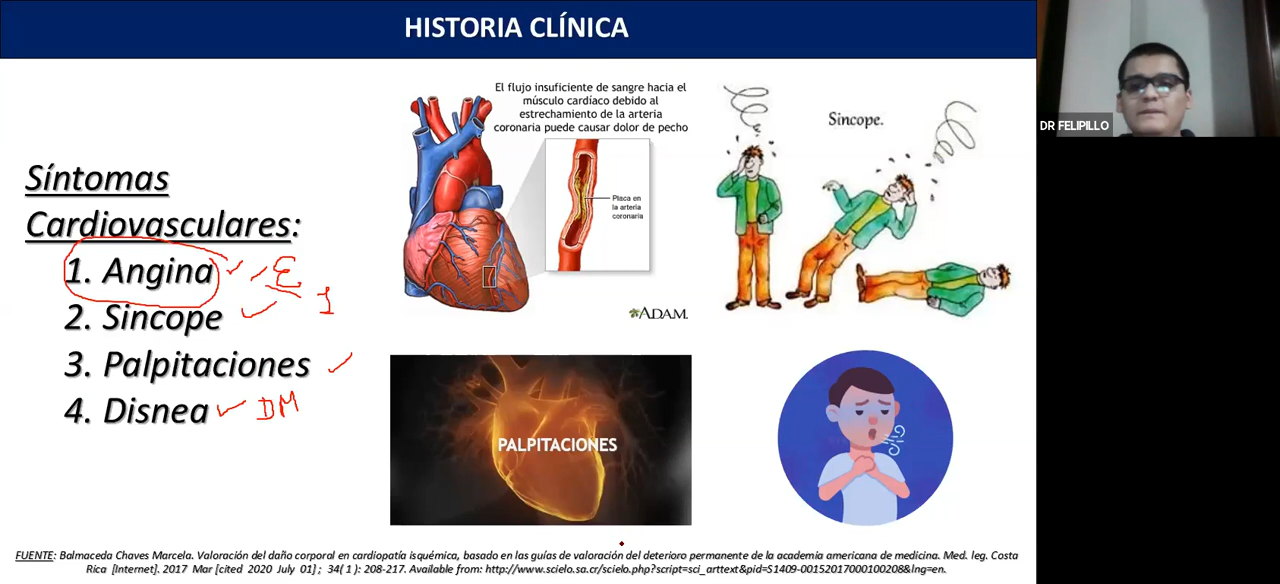 HISTORIA CLÍNICA
DR FELIPILLO
Síntomas
Cardiovasculares:
1. Angina E
1
2. Sincope
3. Palpitaciones
4. Disnea DM
El flujo insuficiente de sangre hacia el
músculo cardíaco debido al
estrechamiento de la arteria
coronaria puede causar dolor de pecho
Placa en
la arteria
coronaria
ADAM.
Sincope.
PALPITACIONES
FUENTE: Balmaceda Chaves Marcela. Valoración del daño corporal en cardiopatía isquémica, basado en las guías de valoración del deterioro permanente de la academia americana de medicina. Med. leg. Costa
Rica [Internet]. 2017 Mar [cited 2020 July 01] ; 34( 1 ): 208-217. Available from: http://www.scielo.sa.cr/scielo.php?script=sci_arttext&pid=S1409-00152017000100208&lng=en.